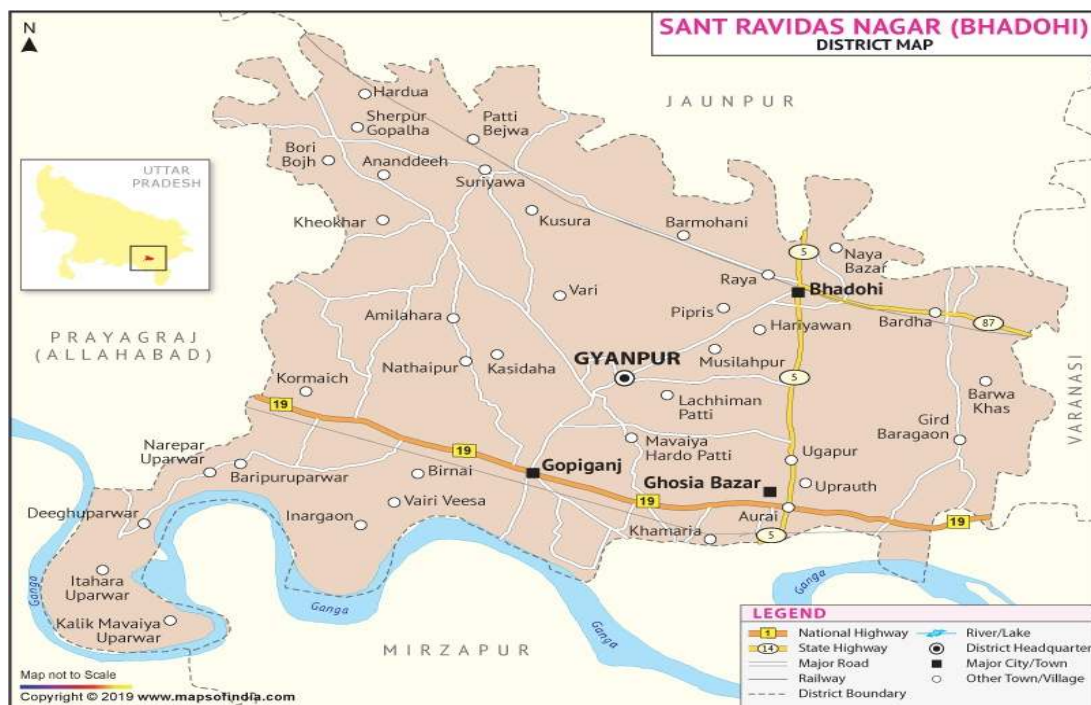 SANT RAVIDAS NAGAR (BHADOHI)
DISTRICT MAP
N
JAUNPUR
Hardua
Sherpur
Gopalha
Patti
Bejwa
Bori
Bojh
Ananddeeh
Suriyawa
UTTAR
PRADESH
Kheokhar
Kusura
Barmohani
5
Naya
Bazar
Raya
Bhadohi
Vari
Pipris
Hariyawan
Bardha
87
Amilahara
PRAYAGRAJ
(ALLAHABAD)
Nathaipur
Kasidaha
GYANPUR
Musilahpur
5
Kormaich
Lachhiman
Patti
Barwa
Khas
VARANASI
19
Gird
Baragaon
Narepar
Uparwar
Mavaiya
Hardo Patti
19
Baripuruparwar
Birnai
Gopiganj
Ugapur
Ghosia Bazar
Uprauth
Vairi Veesa
19
Deeghuparwar
Inargaon
Aurai
19
Khamaria
5
Itahara
Uparwar
Ganga
Ganga
Ganga
Ganga
Kalik Mavaiya
Uparwar
MIRZAPUR
LEGEND
1 National Highway
14 State Highway
Major Road
Railway
District Boundary
River/Lake
District Headquarter
Major City/Town
Other Town/Village
Map not to Scale
Copyright © 2019 www.mapsofindia.com